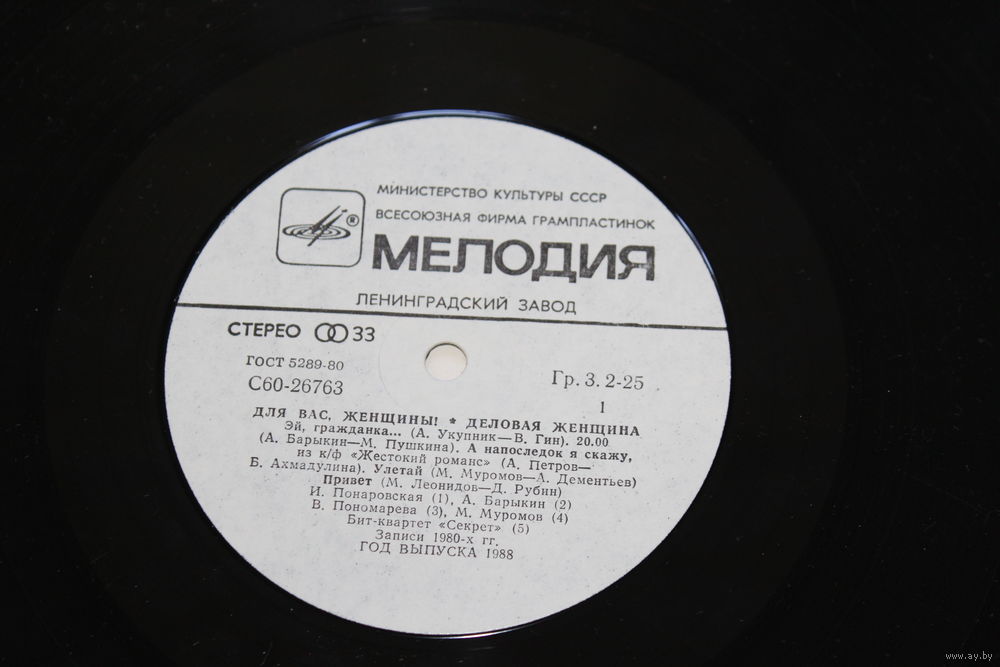 МИНИСТЕРСТВО КУЛЬТУРЫ СССР
ВСЕСОЮЗНАЯ ФИРМА ГРАМПЛАСТИНОК
®
МЕЛОДИЯ
ЛЕНИНГРАДСКИЙ ЗАВОД
СТЕРЕО 33
ГОСТ 5289-80
С60-26763
Гр. 3. 2-25
1
ДЛЯ ВАС, ЖЕНЩИНЫ! * ДЕЛОВАЯ ЖЕНЩИНА
Эй, гражданка... (А. Укупник—В. Гин). 20.00
(А. Барыкин—М. Пушкина). А напоследок я скажу,
из к/ф «Жестокий романс» (А. Петров—
Б. Ахмадулина). Улетай (М. Муромов—А. Дементьев)
Привет (М. Леонидов—Д. Рубин)
И. Понаровская (1), А. Барыкин (2)
В. Пономарева (3), М. Муромов (4)
Бит-квартет «Секрет» (5)
Записи 1980-х гг.
ГОД ВЫПУСКА 1988
www.ay.by